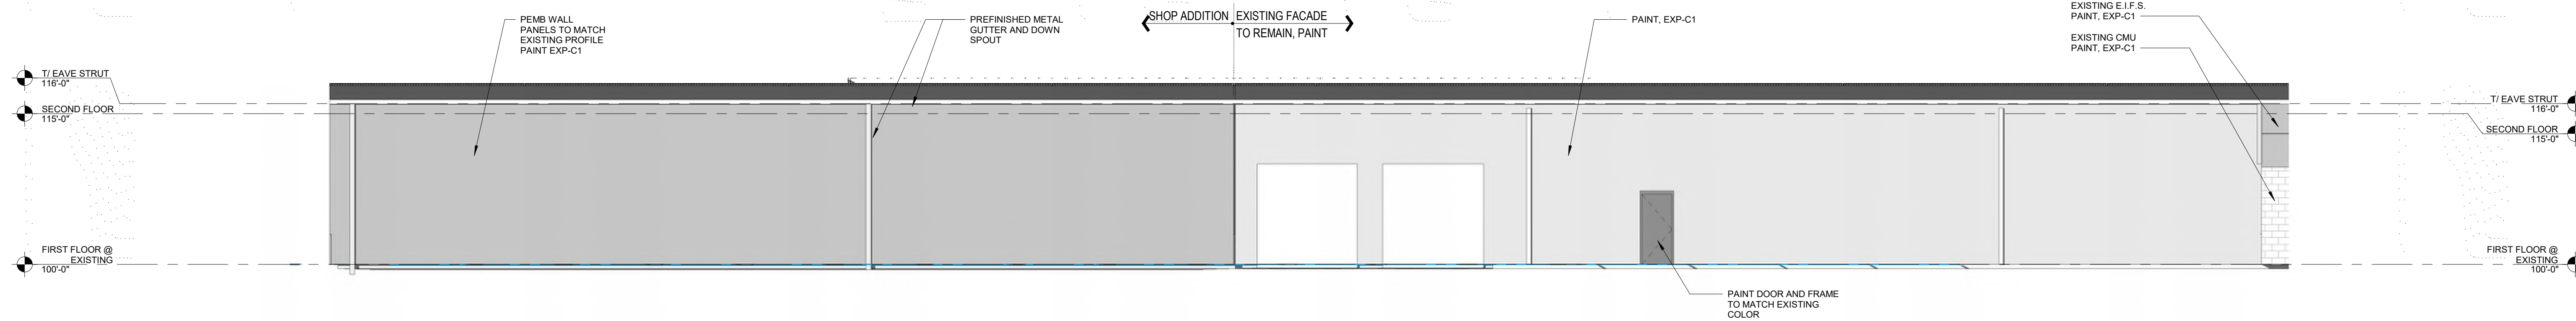 PEMB WALL
PANELS TO MATCH
EXISTING PROFILE
PAINT EXP-C1
PREFINISHED METAL
GUTTER AND DOWN
SPOUT
SHOP ADDITION
EXISTING FACADE
TO REMAIN, PAINT
PAINT, EXP-C1
EXISTING E.I.F.S.
PAINT, EXP-C1
EXISTING CMU
PAINT, EXP-C1
T/ EAVE STRUT
116'-0"
SECOND FLOOR
115'-0"
FIRST FLOOR @
EXISTING
100'-0"
T/ EAVE STRUT
116'-0"
SECOND FLOOR
115'-0"
FIRST FLOOR @
EXISTING
100'-0"
PAINT DOOR AND FRAME
TO MATCH EXISTING
COLOR